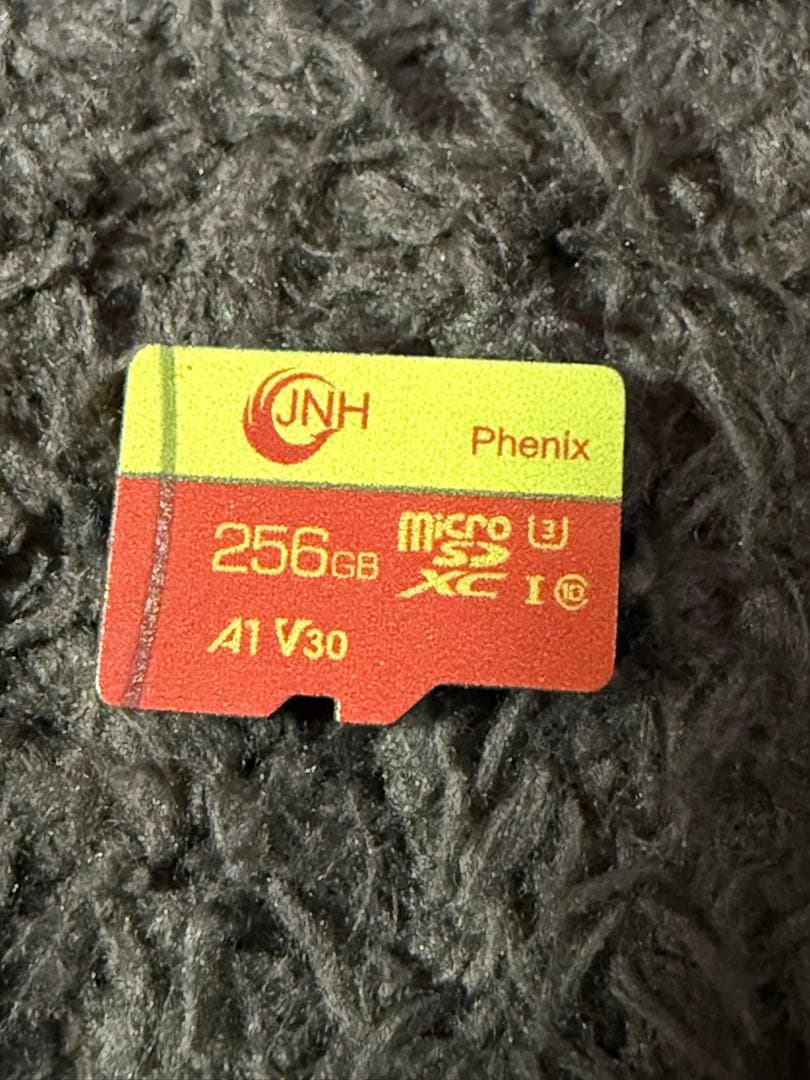 JNH
Phenix
256GB
micro SD XC
U3
I
10
A1 V30